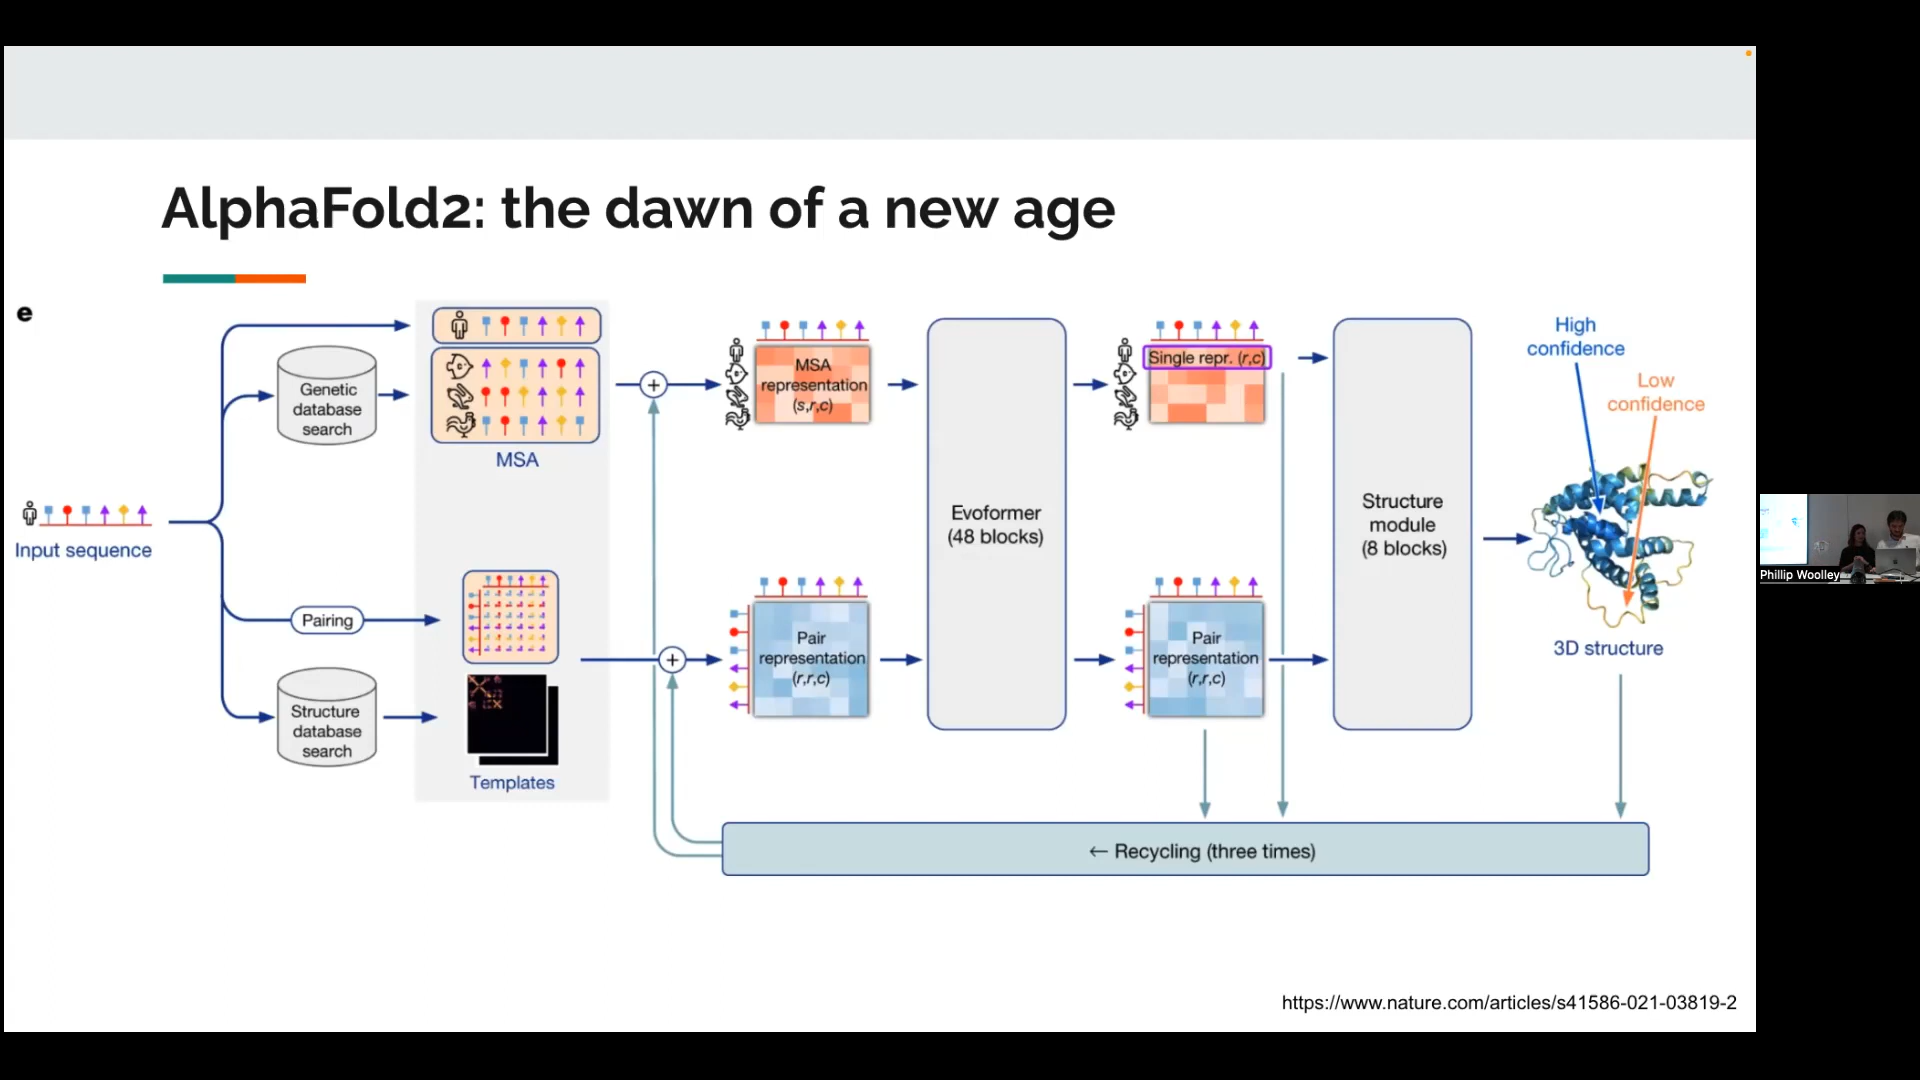 AlphaFold2: the dawn of a new age
e
Input sequence
Genetic
database
search
MSA
Pairing
Structure
database
search
Templates
MSA
representation
(s,r,c)
Pair
representation
(r,r,c)
Evoformer
(48 blocks)
Single repr. (r,c)
Pair
representation
(r,r,c)
Structure
module
(8 blocks)
High
confidence
Low
confidence
3D structure
← Recycling (three times)
https://www.nature.com/articles/s41586-021-03819-2
Phillip Woolley